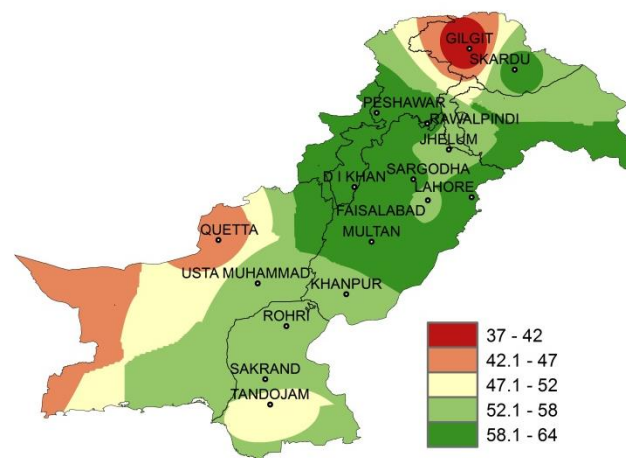 GILGIT
SKARDU
PESHAWAR
RAWALPINDI
JHELUM
SARGODHA
D I KHAN
LAHORE
FAISALABAD
MULTAN
QUETTA
USTA MUHAMMAD
KHANPUR
ROHRI
SAKRAND
TANDOJAM
37 - 42
42.1 - 47
47.1 - 52
52.1 - 58
58.1 - 64